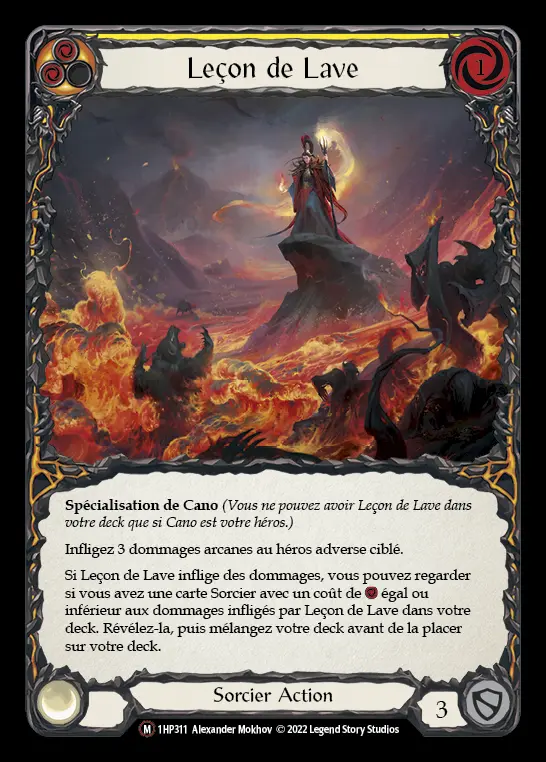 Leçon de Lave
1
Spécialisation de Cano (Vous ne pouvez avoir Leçon de Lave dans
votre deck que si Cano est votre héros.)
Infligez 3 dommages arcanes au héros adverse ciblé.
Si Leçon de Lave inflige des dommages, vous pouvez regarder
si vous avez une carte Sorcier avec un coût de égal ou
inférieur aux dommages infligés par Leçon de Lave dans votre
deck. Révélez-la, puis mélangez votre deck avant de la placer
sur votre deck.
Sorcier Action
3
M 1HP311 Alexander Mokhov © 2022 Legend Story Studios